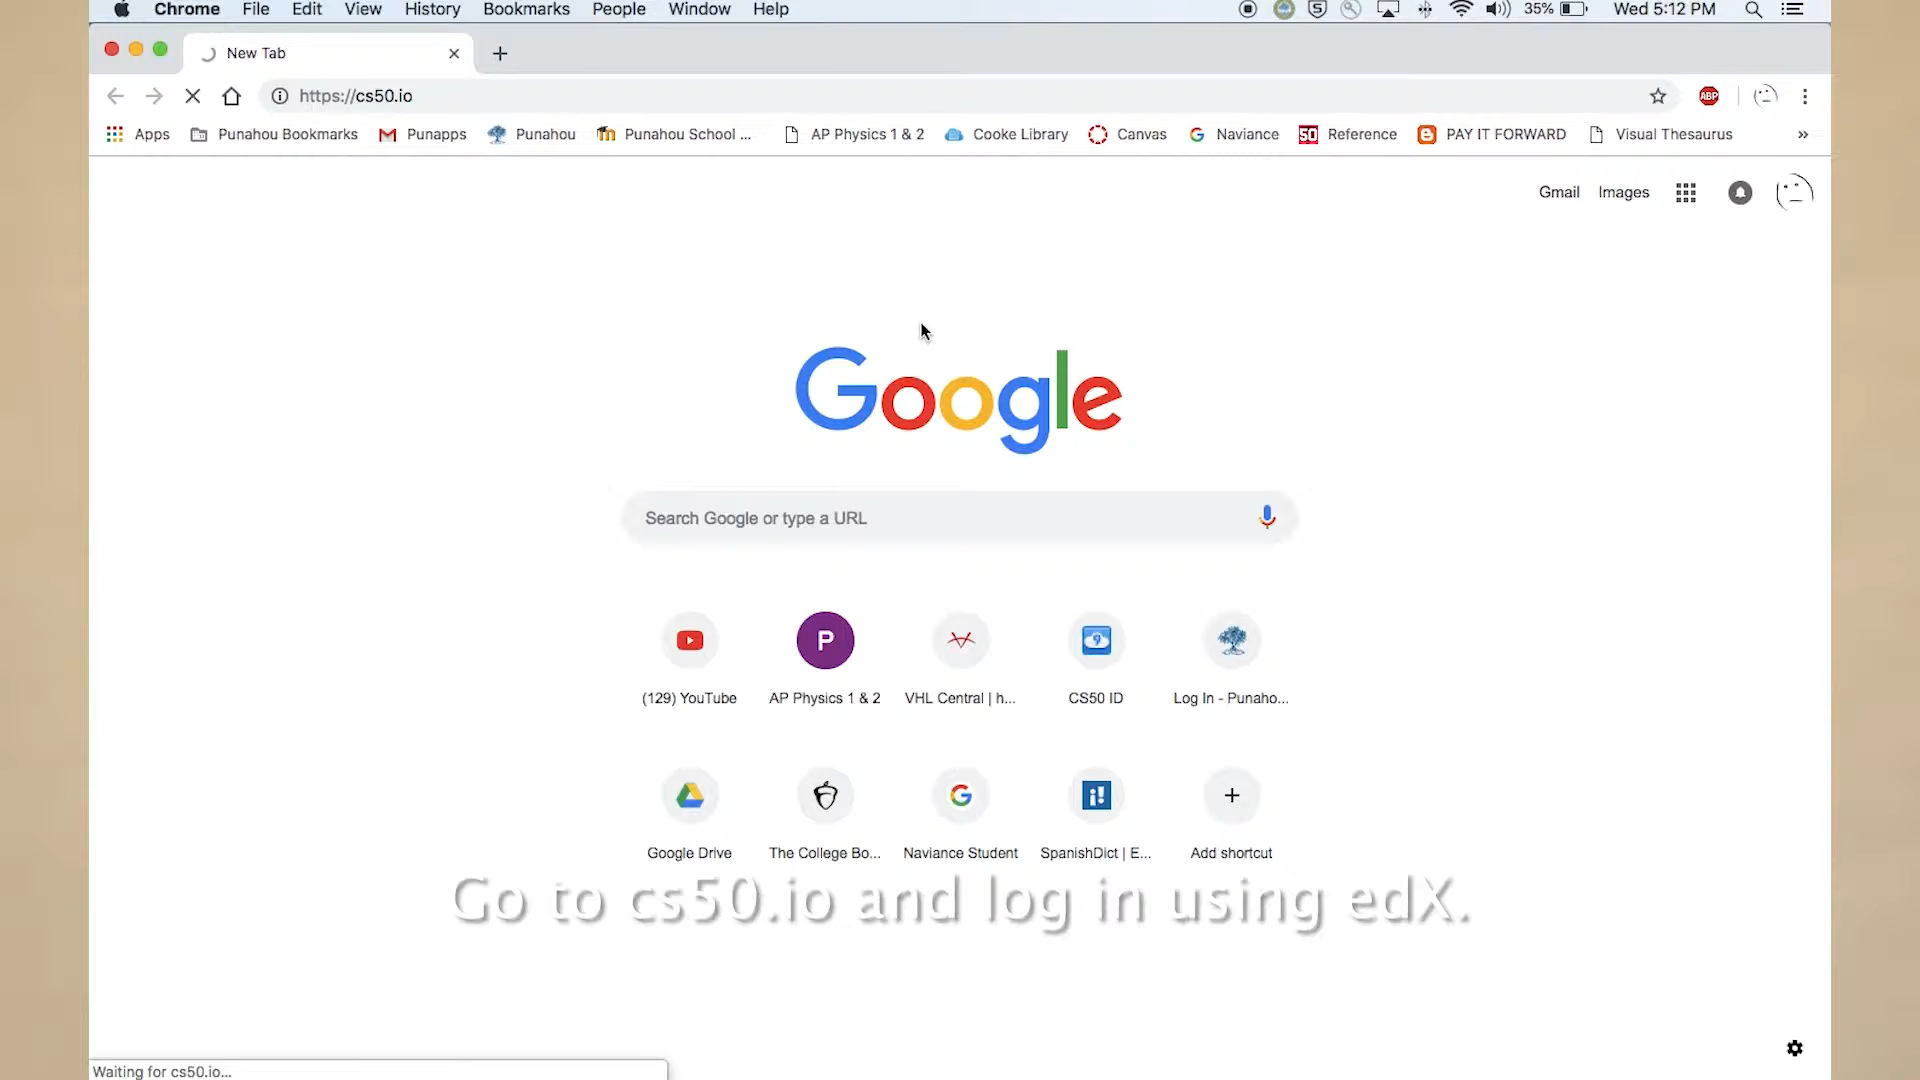 Chrome File Edit View History Bookmarks People Window Help 35% Wed 5:12 PM
New Tab
https://cs50.io ABP
Apps Punahou Bookmarks Punapps Punahou Punahou School ... AP Physics 1 & 2 Cooke Library Canvas Naviance Reference PAY IT FORWARD Visual Thesaurus »
Gmail Images
Google
Search Google or type a URL
(129) YouTube AP Physics 1 & 2 VHL Central | h... CS50 ID Log In - Punaho...
Google Drive The College Bo... Naviance Student SpanishDict | E... Add shortcut
Go to cs50.io and log in using edX.
Waiting for cs50.io...